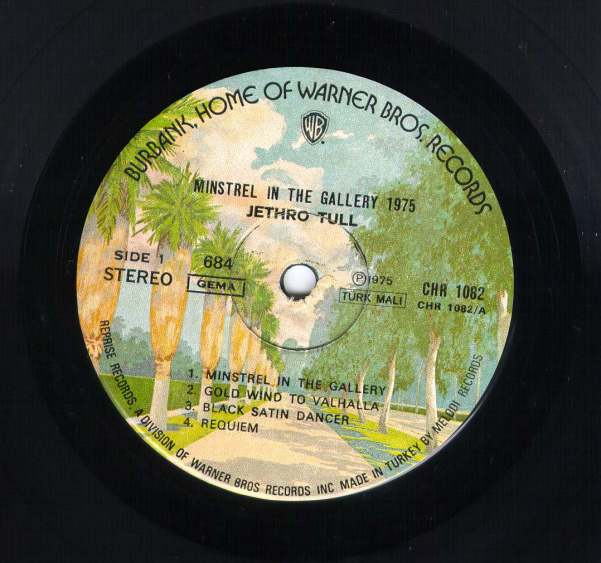 BURBANK, HOME OF WARNER BROS. RECORDS
WB
MINSTREL IN THE GALLERY 1975
JETHRO TULL
SIDE 1
STEREO
684
GEMA
℗1975
TÜRK MALI
CHR 1082
CHR 1082/A
1. MINSTREL IN THE GALLERY
2. GOLD WIND TO VALHALLA
3. BLACK SATIN DANCER
4. REQUIEM
REPRISE RECORDS. A DIVISION OF WARNER BROS RECORDS INC MADE IN TURKEY BY MELODI RECORDS